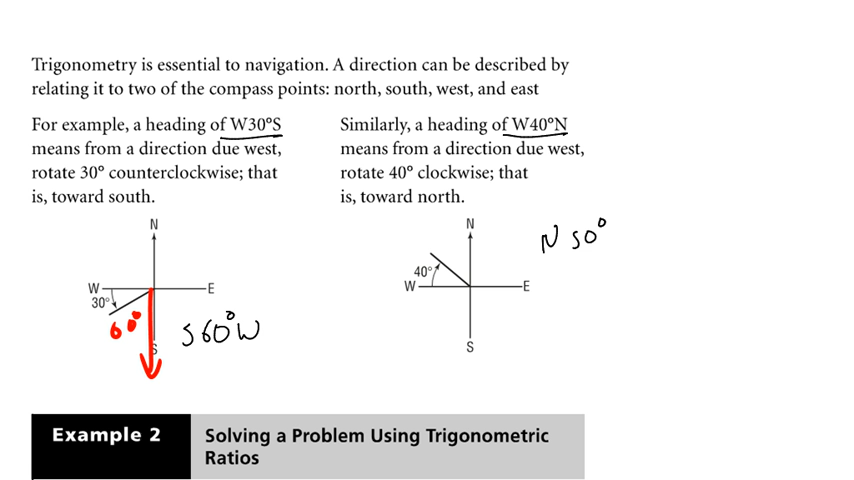 Trigonometry is essential to navigation. A direction can be described by
relating it to two of the compass points: north, south, west, and east
For example, a heading of W30°S
means from a direction due west,
rotate 30° counterclockwise; that
is, toward south.
Similarly, a heading of W40°N
means from a direction due west,
rotate 40° clockwise; that
is, toward north.
N
W
E
30°
60°
S
S60°W
N
40°
W
E
S
N 50°
Example 2
Solving a Problem Using Trigonometric
Ratios